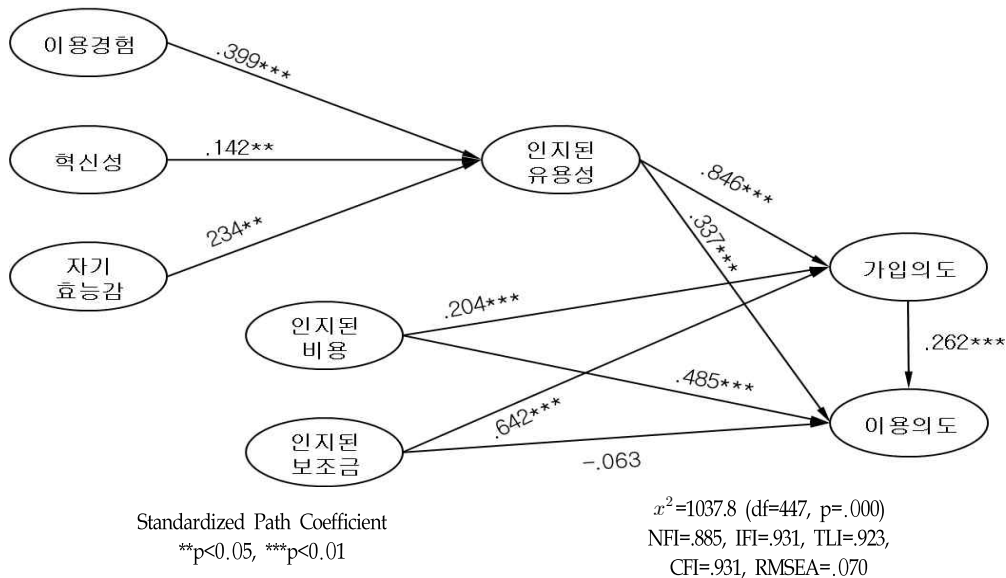 이용경험
.399***
혁신성
.142**
인지된
유용성
자기
효능감
234**
.846***
.337***
가입의도
인지된
비용
.204***
.485***
.262***
인지된
보조금
.642***
-.063
이용의도
Standardized Path Coefficient
**p<0.05, ***p<0.01
x²=1037.8 (df=447, p=.000)
NFI=.885, IFI=.931, TLI=.923,
CFI=.931, RMSEA=.070